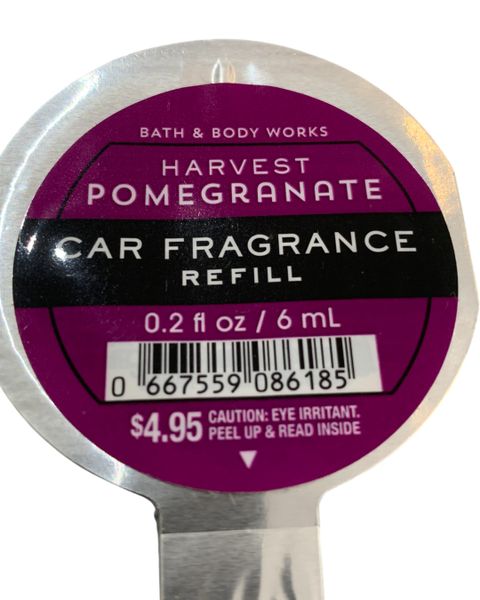 BATH & BODY WORKS
HARVEST
POMEGRANATE
CAR FRAGRANCE
REFILL
0.2 fl oz / 6 mL
0 667559 086185
$4.95 CAUTION: EYE IRRITANT.
PEEL UP & READ INSIDE